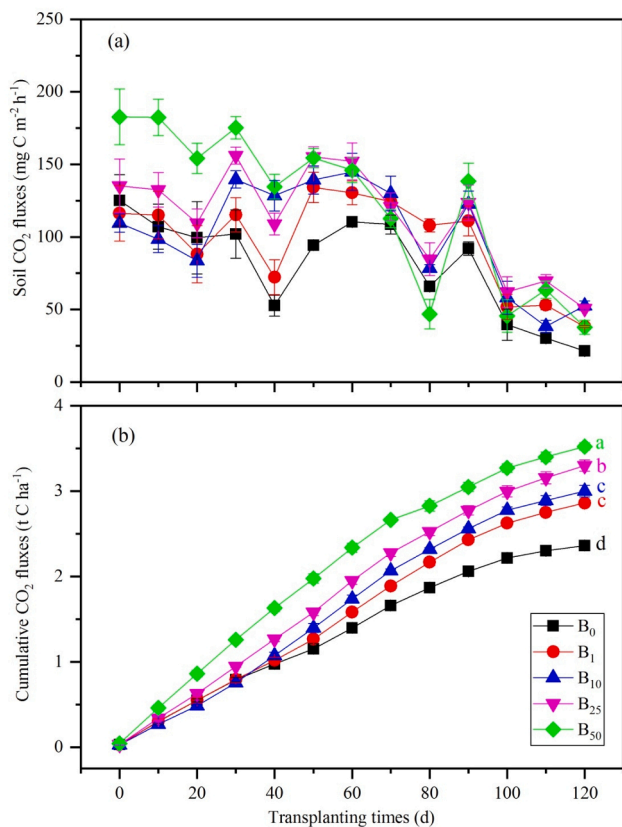 (a)
Soil CO₂ fluxes (mg C m⁻² h⁻¹)
250
200
150
100
50
0
(b)
Cumulative CO₂ fluxes (t C ha⁻¹)
4
3
2
1
0
a
b
c
c
d
B₀
B₁
B₁₀
B₂₅
B₅₀
0 20 40 60 80 100 120
Transplanting times (d)